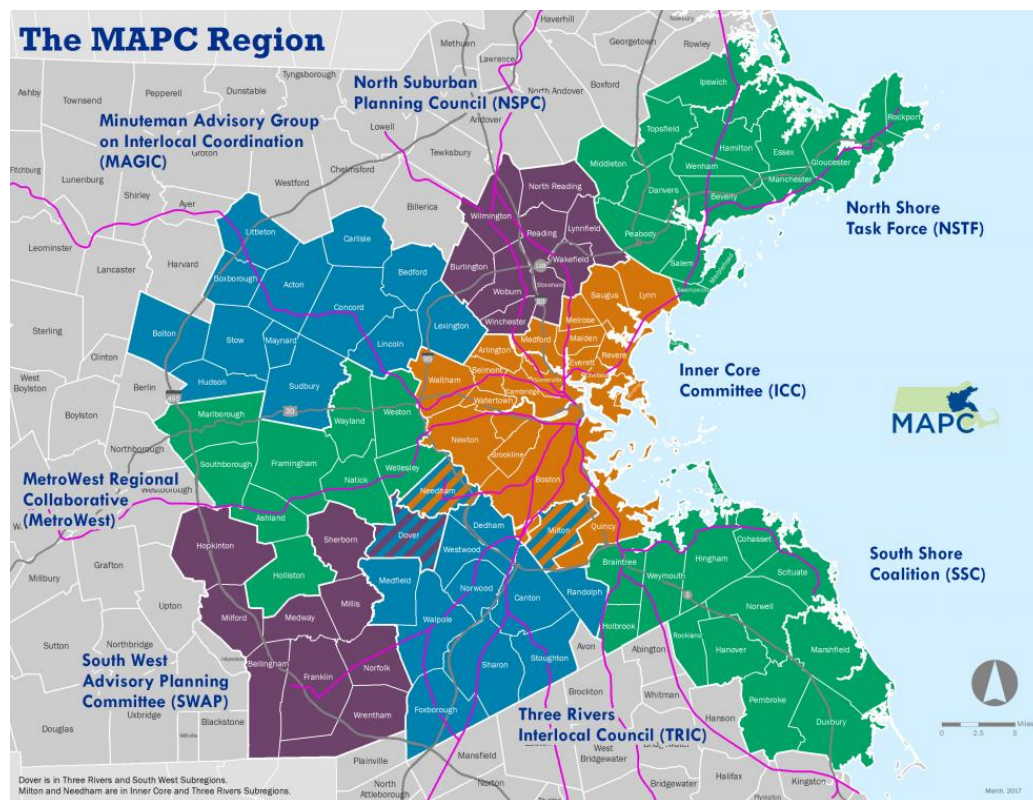 The MAPC Region
Minuteman Advisory Group
on Interlocal Coordination
(MAGIC)
North Suburban
Planning Council (NSPC)
North Shore
Task Force (NSTF)
Inner Core
Committee (ICC)
MAPC
MetroWest Regional
Collaborative
(MetroWest)
South Shore
Coalition (SSC)
South West
Advisory Planning
Committee (SWAP)
Three Rivers
Interlocal Council (TRIC)
Haverhill
Methuen
Georgetown
Rowley
Lawrence
Tyngsborough
Ashby
Townsend
Pepperell
Dunstable
North Andover
Boxford
Ipswich
Andover
Lowell
Topsfield
Hamilton
Rockport
Essex
Gloucester
Middleton
Wenham
Manchester
Tewksbury
Groton
Chelmsford
Westford
Fitchburg
Lunenburg
Shirley
Ayer
Billerica
North Reading
Wilmington
Danvers
Beverly
Reading
Lynnfield
Peabody
Littleton
Carlisle
Leominster
Lancaster
Harvard
Boxborough
Acton
Bedford
Burlington
Wakefield
Salem
Marblehead
Swampscott
Woburn
Stoneham
Saugus
Lynn
Concord
Lexington
Winchester
Melrose
Sterling
Bolton
Stow
Maynard
Lincoln
Arlington
Medford
Malden
Everett
Revere
Chelsea
Clinton
Hudson
Sudbury
Waltham
Belmont
Somerville
Cambridge
Watertown
West
Boylston
Berlin
Boylston
Marlborough
Wayland
Weston
Newton
Brookline
Boston
Northborough
Southborough
Framingham
Natick
Wellesley
Needham
Westborough
Ashland
Dover
Dedham
Milton
Quincy
Hopkinton
Sherborn
Westwood
Braintree
Weymouth
Hingham
Cohasset
Scituate
Grafton
Millbury
Holliston
Medfield
Norwood
Canton
Randolph
Holbrook
Norwell
Upton
Milford
Medway
Millis
Walpole
Rockland
Hanover
Marshfield
Sutton
Northbridge
Bellingham
Franklin
Norfolk
Sharon
Stoughton
Avon
Abington
Pembroke
Duxbury
Wrentham
Foxborough
Brockton
Whitman
Hanson
Douglas
Uxbridge
Blackstone
Plainville
Mansfield
West
Bridgewater
Halifax
Kingston
North
Attleborough
Norton
Bridgewater
Plympton
495
20
95
93
3
0 2.5 5 Miles
Dover is in Three Rivers and South West Subregions.
Milton and Needham are in Inner Core and Three Rivers Subregions.
March, 2017